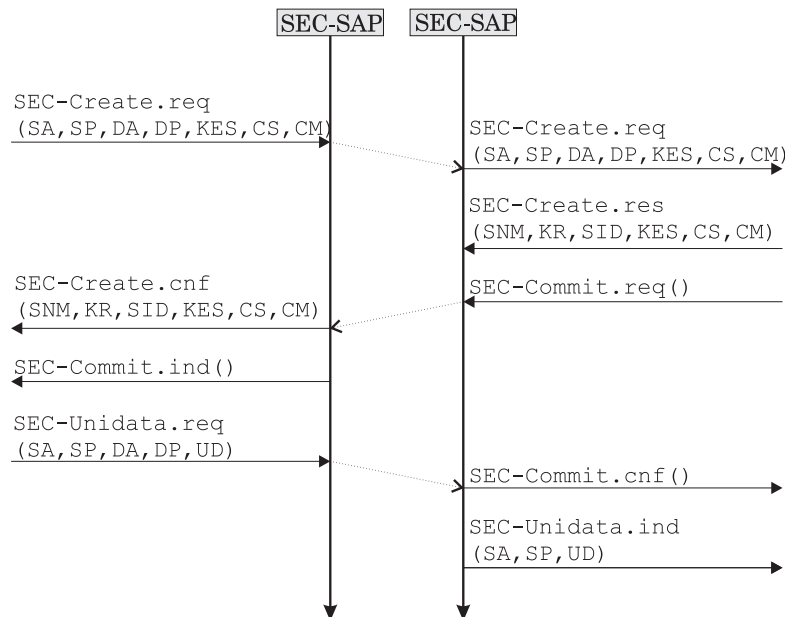 SEC-SAP
SEC-SAP
SEC-Create.req
(SA,SP,DA,DP,KES,CS,CM)
SEC-Create.req
(SA,SP,DA,DP,KES,CS,CM)
SEC-Create.res
(SNM,KR,SID,KES,CS,CM)
SEC-Create.cnf
(SNM,KR,SID,KES,CS,CM)
SEC-Commit.req()
SEC-Commit.ind()
SEC-Unidata.req
(SA,SP,DA,DP,UD)
SEC-Commit.cnf()
SEC-Unidata.ind
(SA,SP,UD)